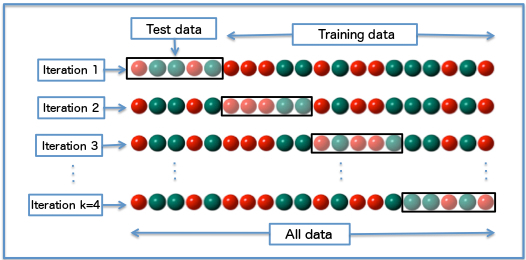 Test data
Training data
Iteration 1
Iteration 2
Iteration 3
Iteration k=4
All data